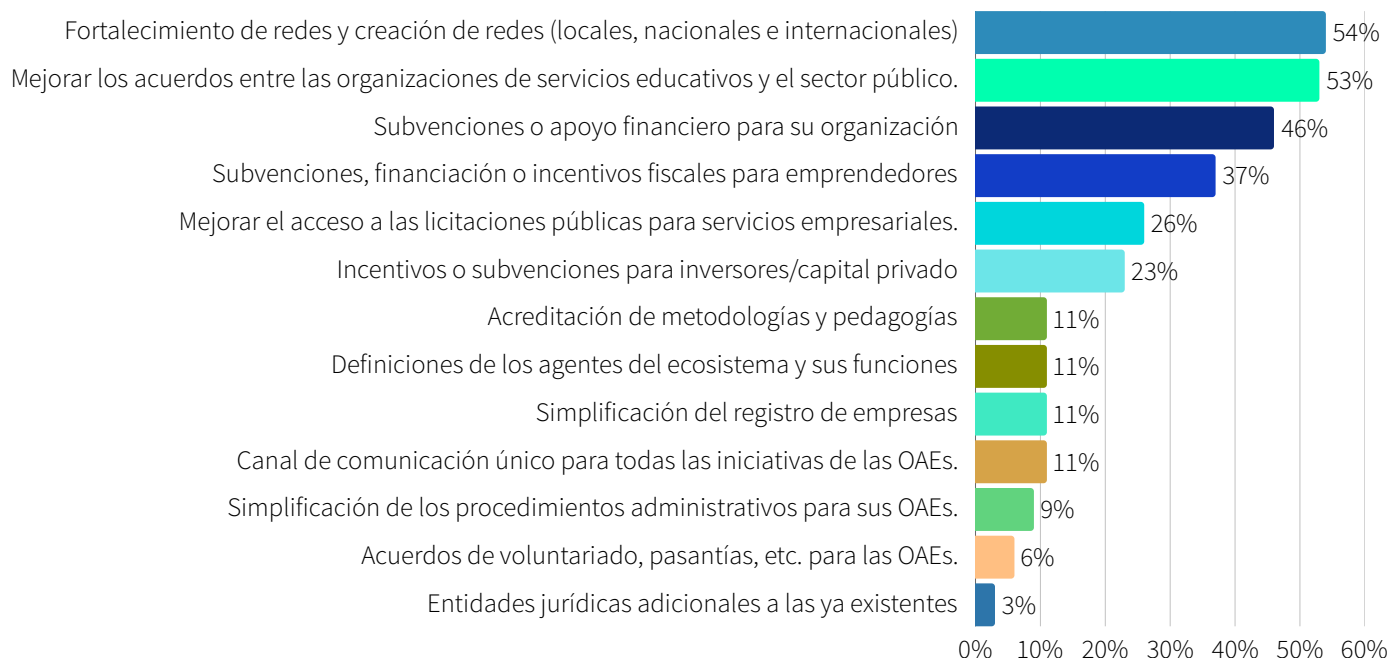 Fortalecimiento de redes y creación de redes (locales, nacionales e internacionales) 54%
Mejorar los acuerdos entre las organizaciones de servicios educativos y el sector público. 53%
Subvenciones o apoyo financiero para su organización 46%
Subvenciones, financiación o incentivos fiscales para emprendedores 37%
Mejorar el acceso a las licitaciones públicas para servicios empresariales. 26%
Incentivos o subvenciones para inversores/capital privado 23%
Acreditación de metodologías y pedagogías 11%
Definiciones de los agentes del ecosistema y sus funciones 11%
Simplificación del registro de empresas 11%
Canal de comunicación único para todas las iniciativas de las OAEs. 11%
Simplificación de los procedimientos administrativos para sus OAEs. 9%
Acuerdos de voluntariado, pasantías, etc. para las OAEs. 6%
Entidades jurídicas adicionales a las ya existentes 3%
0% 10% 20% 30% 40% 50% 60%